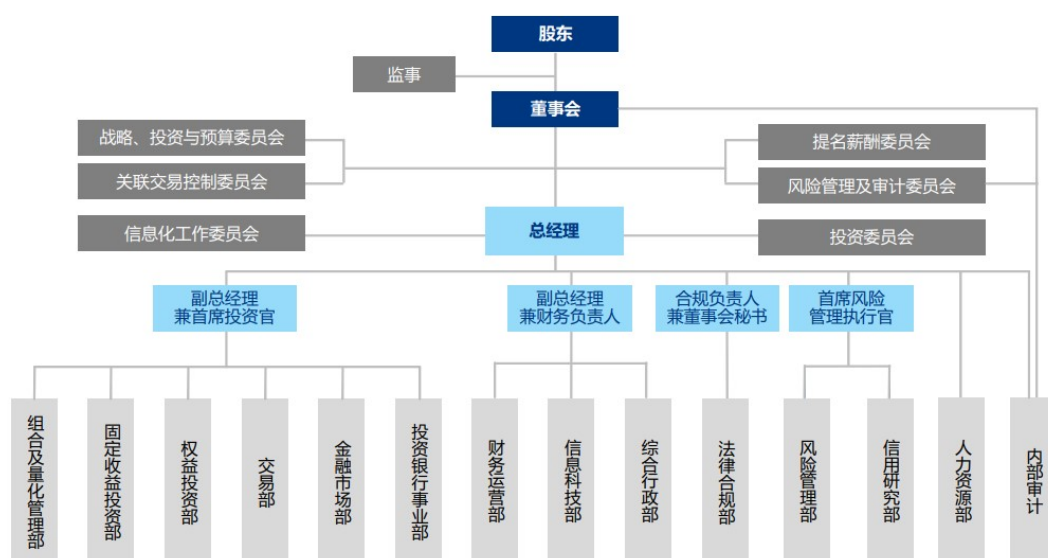 股东
监事
董事会
战略、投资与预算委员会
提名薪酬委员会
关联交易控制委员会
风险管理及审计委员会
信息化工作委员会
总经理
投资委员会
副总经理
兼首席投资官
副总经理
兼财务负责人
合规负责人
兼董事会秘书
首席风险
管理执行官
组合及量化管理部
固定收益投资部
权益投资部
交易部
金融市场部
投资银行事业部
财务运营部
信息科技部
综合行政部
法律合规部
风险管理部
信用研究部
人力资源部
内部审计